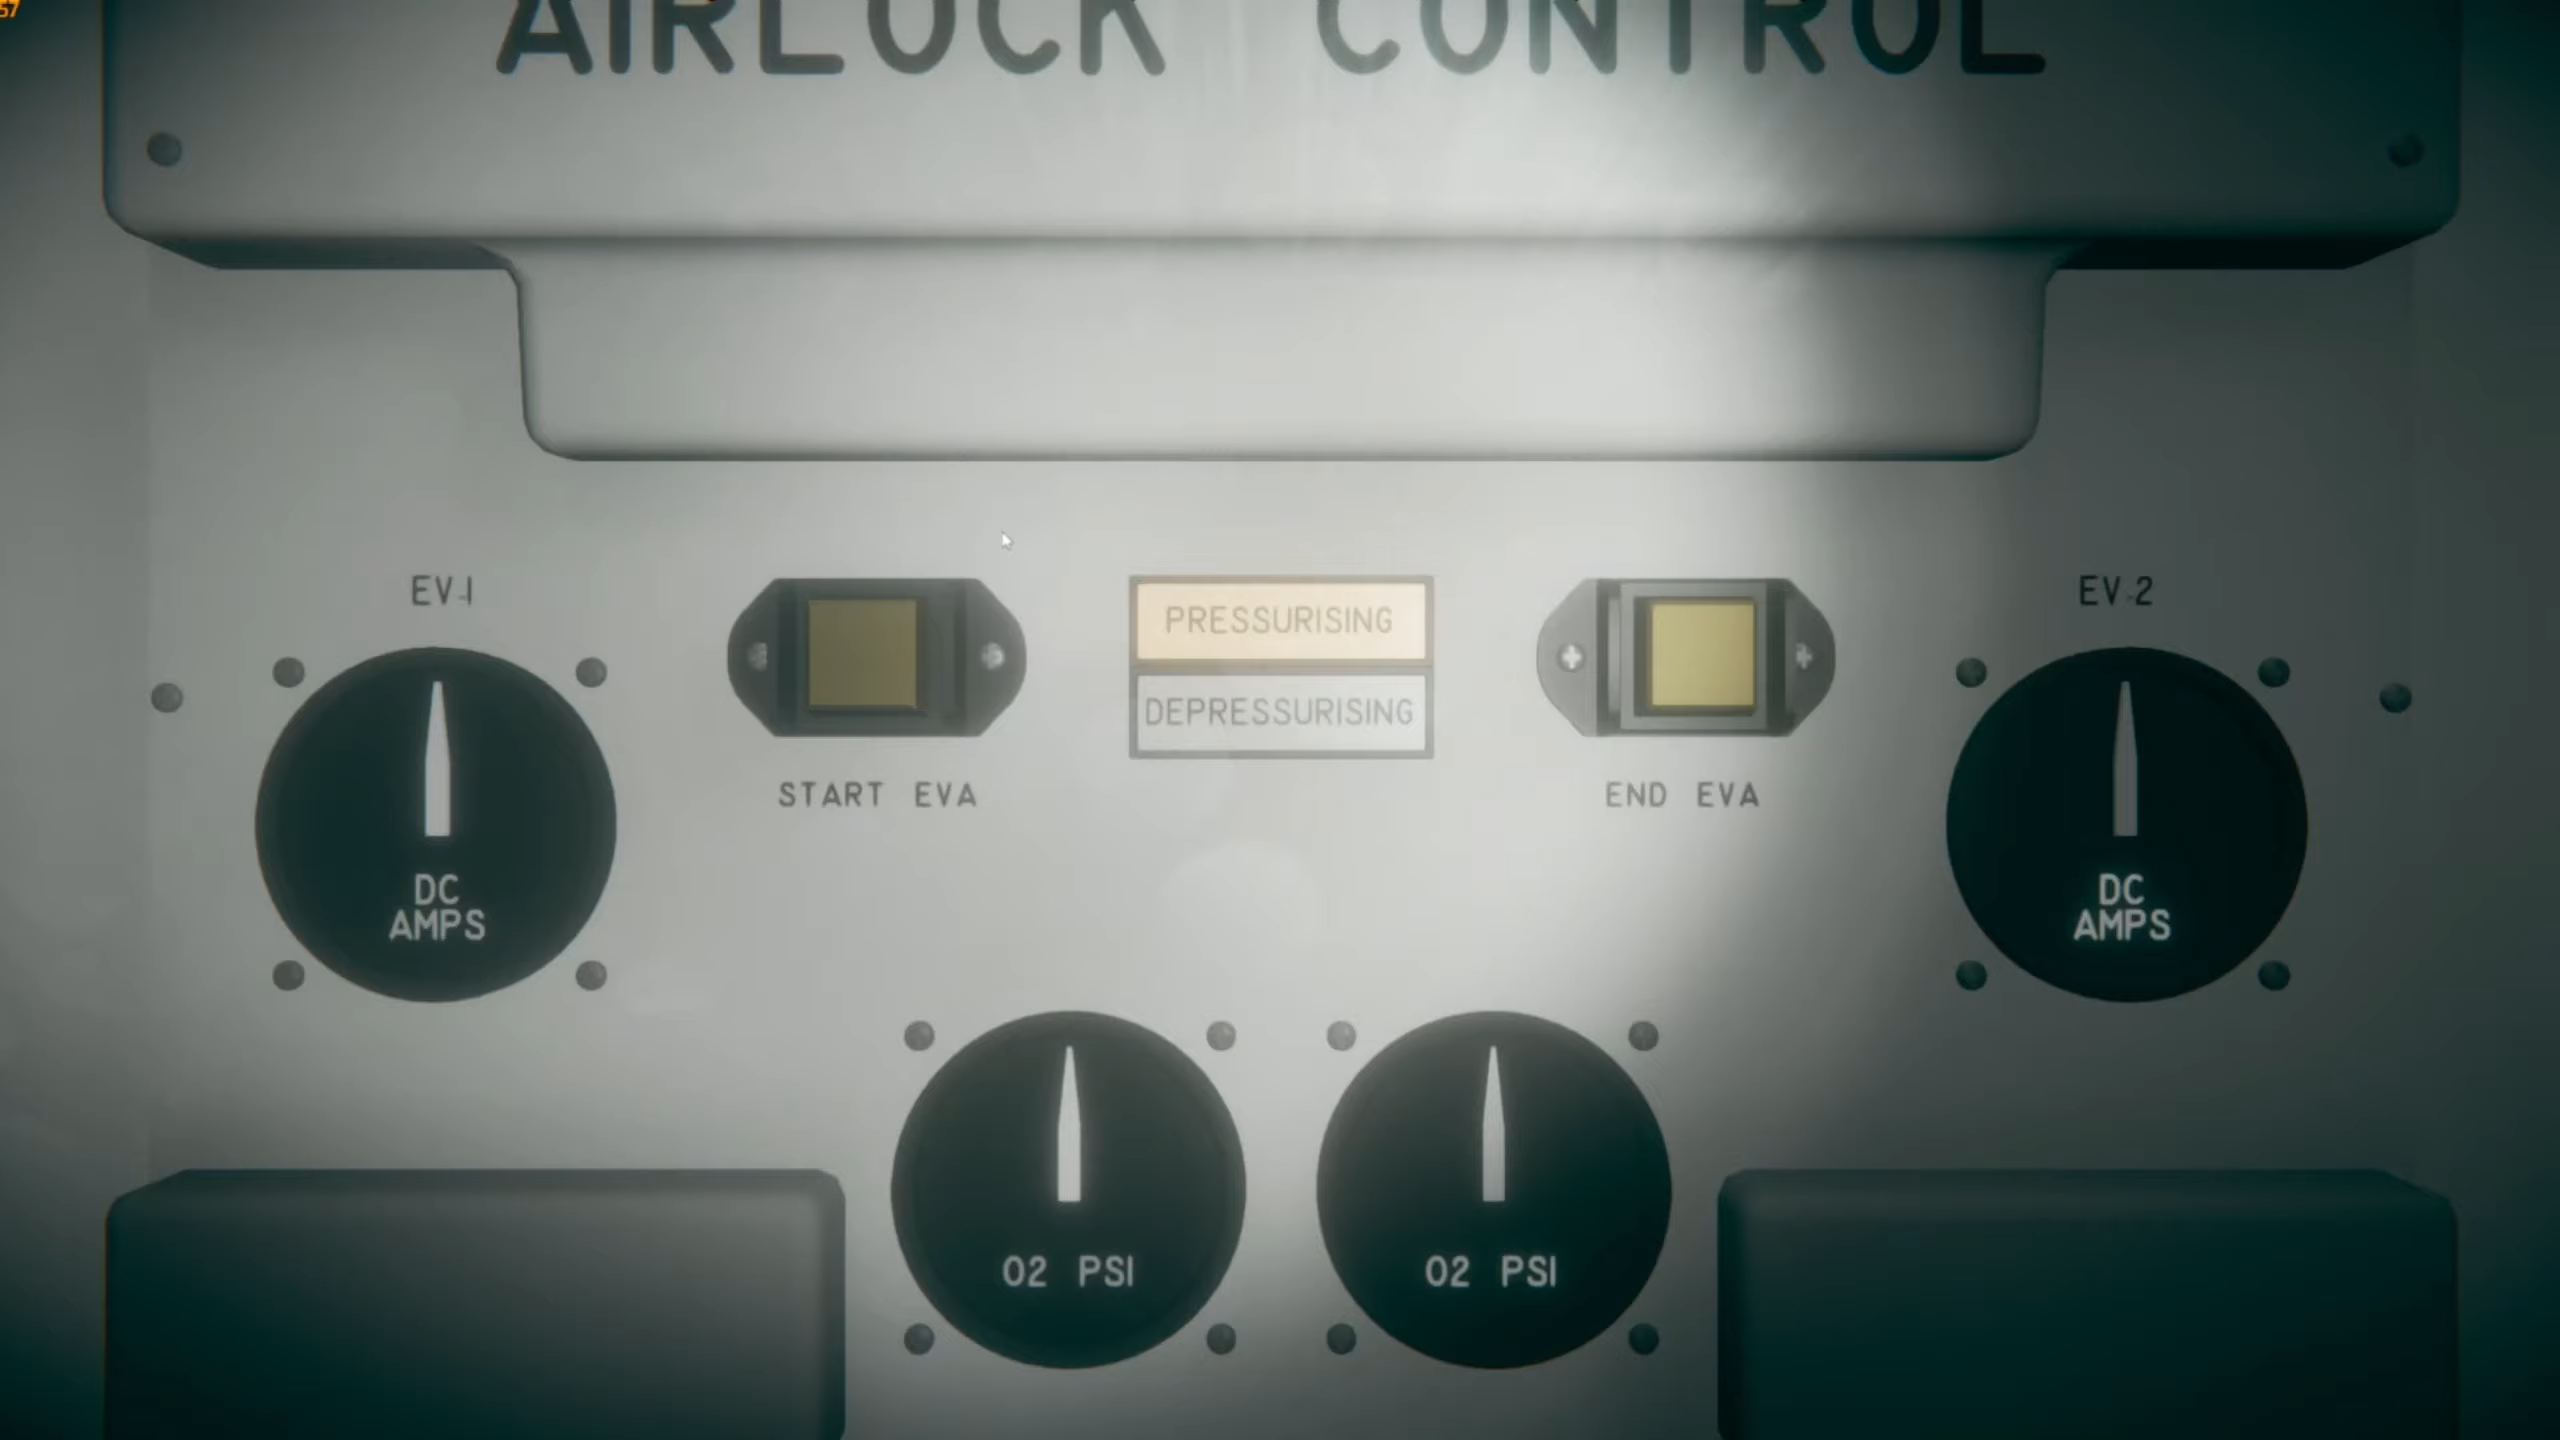 57
AIRLOCK CONTROL
EV-1
EV-2
PRESSURISING
DEPRESSURISING
START EVA
END EVA
DC
AMPS
DC
AMPS
O2 PSI
O2 PSI